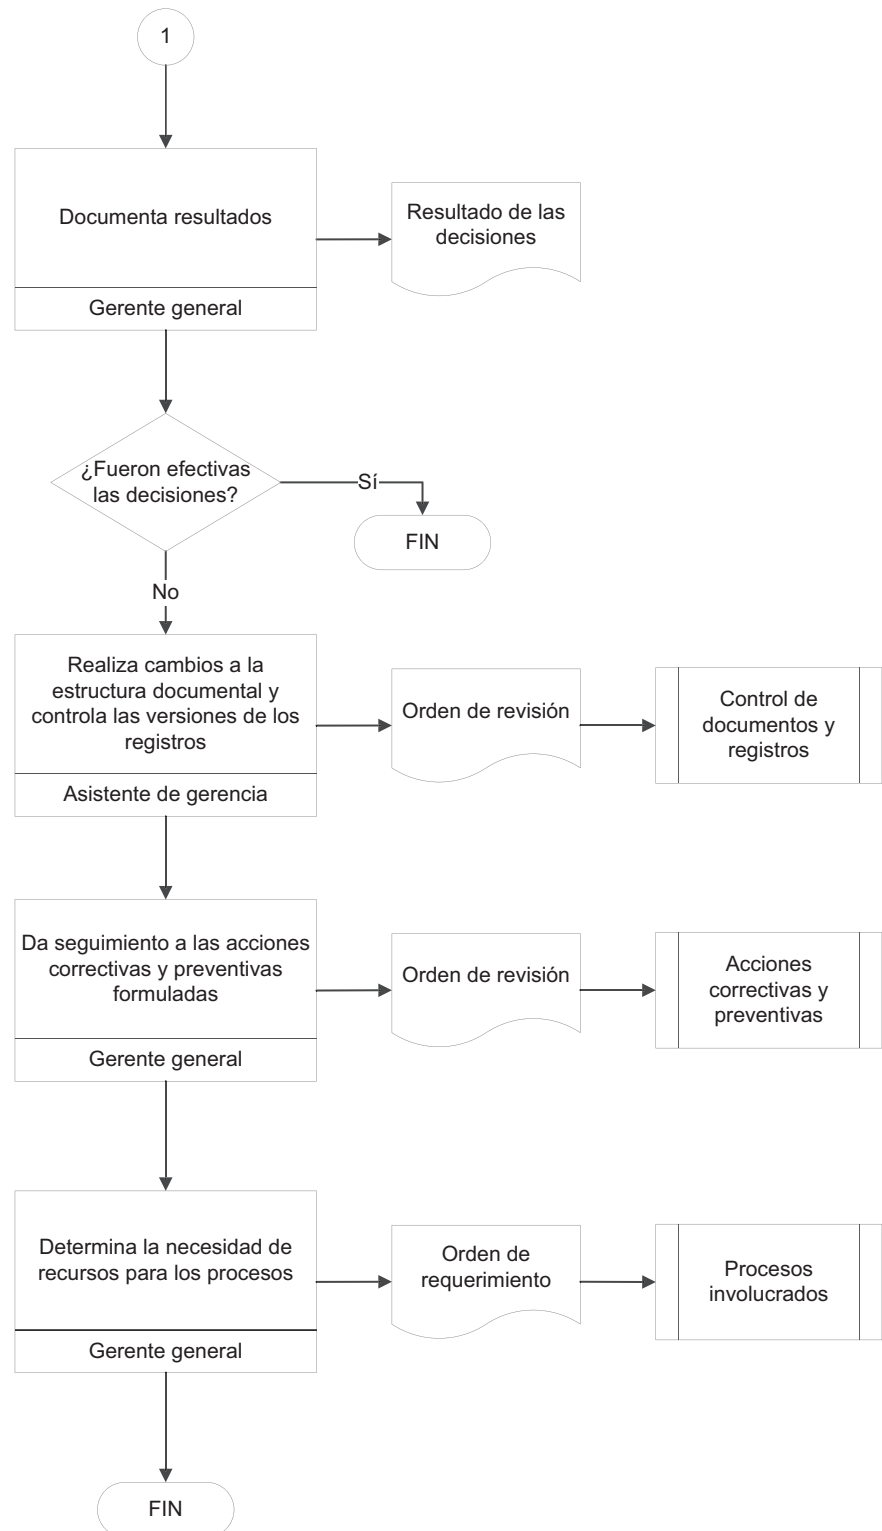 1
Documenta resultados
Gerente general
Resultado de las
decisiones
¿Fueron efectivas
las decisiones?
Sí
FIN
No
Realiza cambios a la
estructura documental y
controla las versiones de los
registros
Asistente de gerencia
Orden de revisión
Control de
documentos y
registros
Da seguimiento a las acciones
correctivas y preventivas
formuladas
Gerente general
Orden de revisión
Acciones
correctivas y
preventivas
Determina la necesidad de
recursos para los procesos
Gerente general
Orden de
requerimiento
Procesos
involucrados
FIN